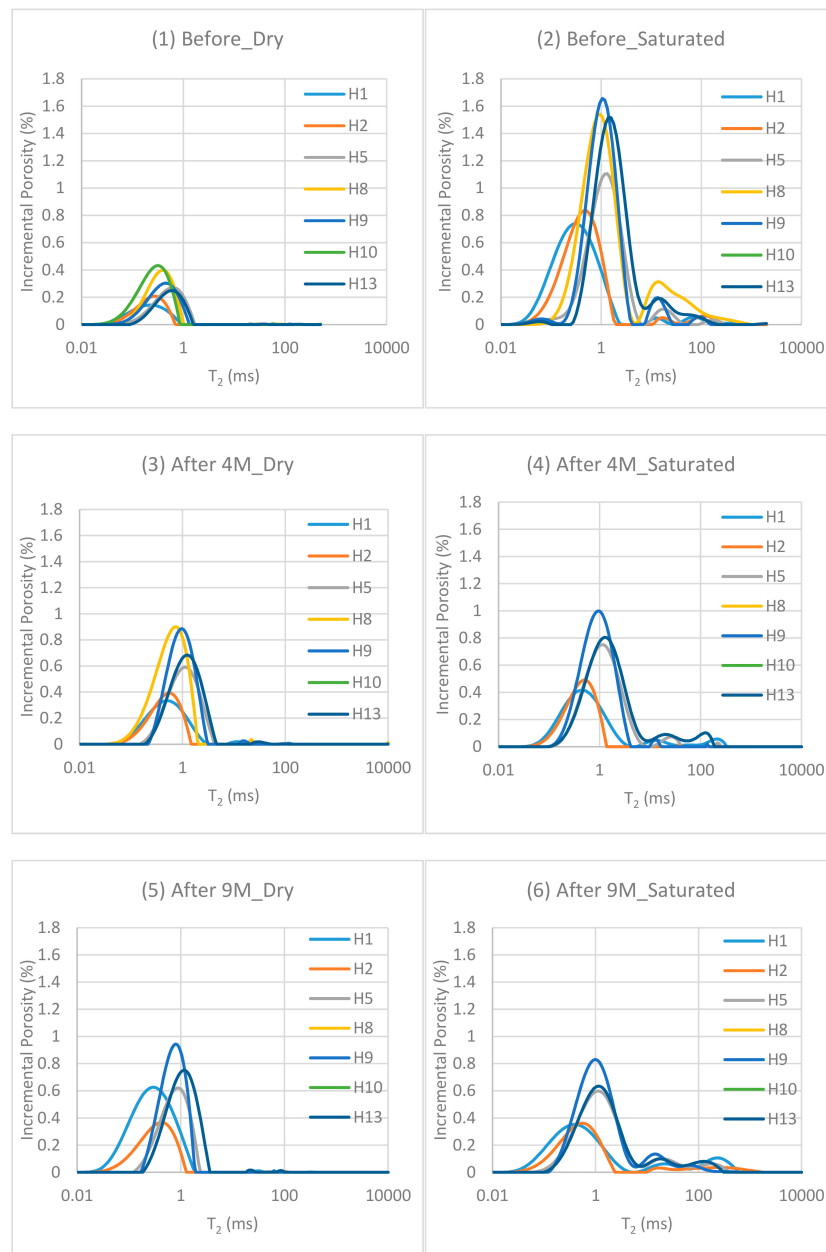 (1) Before_Dry
Incremental Porosity (%)
1.8
1.6
1.4
1.2
1
0.8
0.6
0.4
0.2
0
0.01
1
100
10000
T2 (ms)
H1
H2
H5
H8
H9
H10
H13
(2) Before_Saturated
Incremental Porosity (%)
1.8
1.6
1.4
1.2
1
0.8
0.6
0.4
0.2
0
0.01
1
100
10000
T2 (ms)
H1
H2
H5
H8
H9
H10
H13
(3) After 4M_Dry
Incremental Porosity (%)
1.8
1.6
1.4
1.2
1
0.8
0.6
0.4
0.2
0
0.01
1
100
10000
T2 (ms)
H1
H2
H5
H8
H9
H10
H13
(4) After 4M_Saturated
Incremental Porosity (%)
1.8
1.6
1.4
1.2
1
0.8
0.6
0.4
0.2
0
0.01
1
100
10000
T2 (ms)
H1
H2
H5
H8
H9
H10
H13
(5) After 9M_Dry
Incremental Porosity (%)
1.8
1.6
1.4
1.2
1
0.8
0.6
0.4
0.2
0
0.01
1
100
10000
T2 (ms)
H1
H2
H5
H8
H9
H10
H13
(6) After 9M_Saturated
Incremental Porosity (%)
1.8
1.6
1.4
1.2
1
0.8
0.6
0.4
0.2
0
0.01
1
100
10000
T2 (ms)
H1
H2
H5
H8
H9
H10
H13